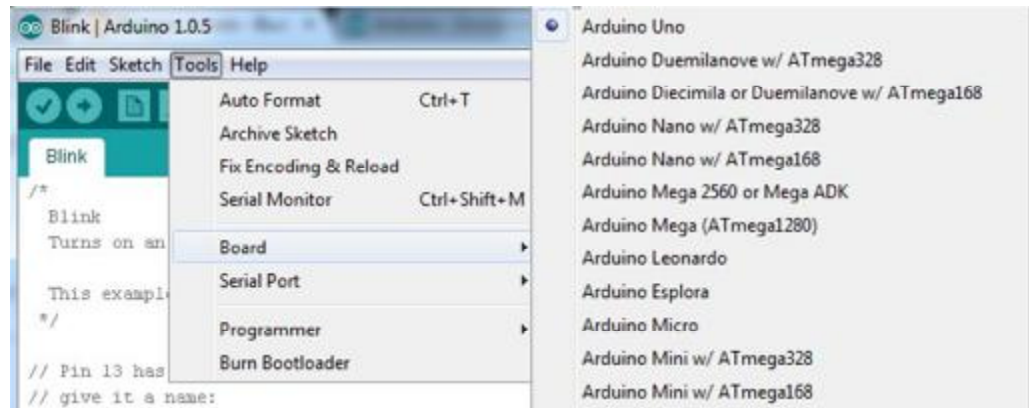 Blink | Arduino 1.0.5
File Edit Sketch Tools Help
Auto Format Ctrl+T
Archive Sketch
Fix Encoding & Reload
Serial Monitor Ctrl+Shift+M
Board
Serial Port
Programmer
Burn Bootloader
Blink
/*
Blink
Turns on an
This exampl
*/
// Pin 13 has
// give it a name:
Arduino Uno
Arduino Duemilanove w/ ATmega328
Arduino Diecimila or Duemilanove w/ ATmega168
Arduino Nano w/ ATmega328
Arduino Nano w/ ATmega168
Arduino Mega 2560 or Mega ADK
Arduino Mega (ATmega1280)
Arduino Leonardo
Arduino Esplora
Arduino Micro
Arduino Mini w/ ATmega328
Arduino Mini w/ ATmega168